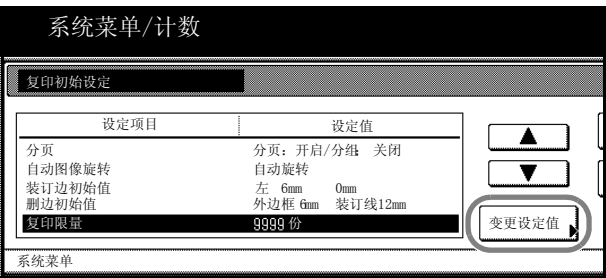 系统菜单/计数
复印初始设定
设定项目 设定值
分页 分页：开启/分组 关闭
自动图像旋转 自动旋转
装订边初始值 左 6mm 0mm
删边初始值 外边框 6mm 装订线12mm
复印限量 9999 份
变更设定值
系统菜单